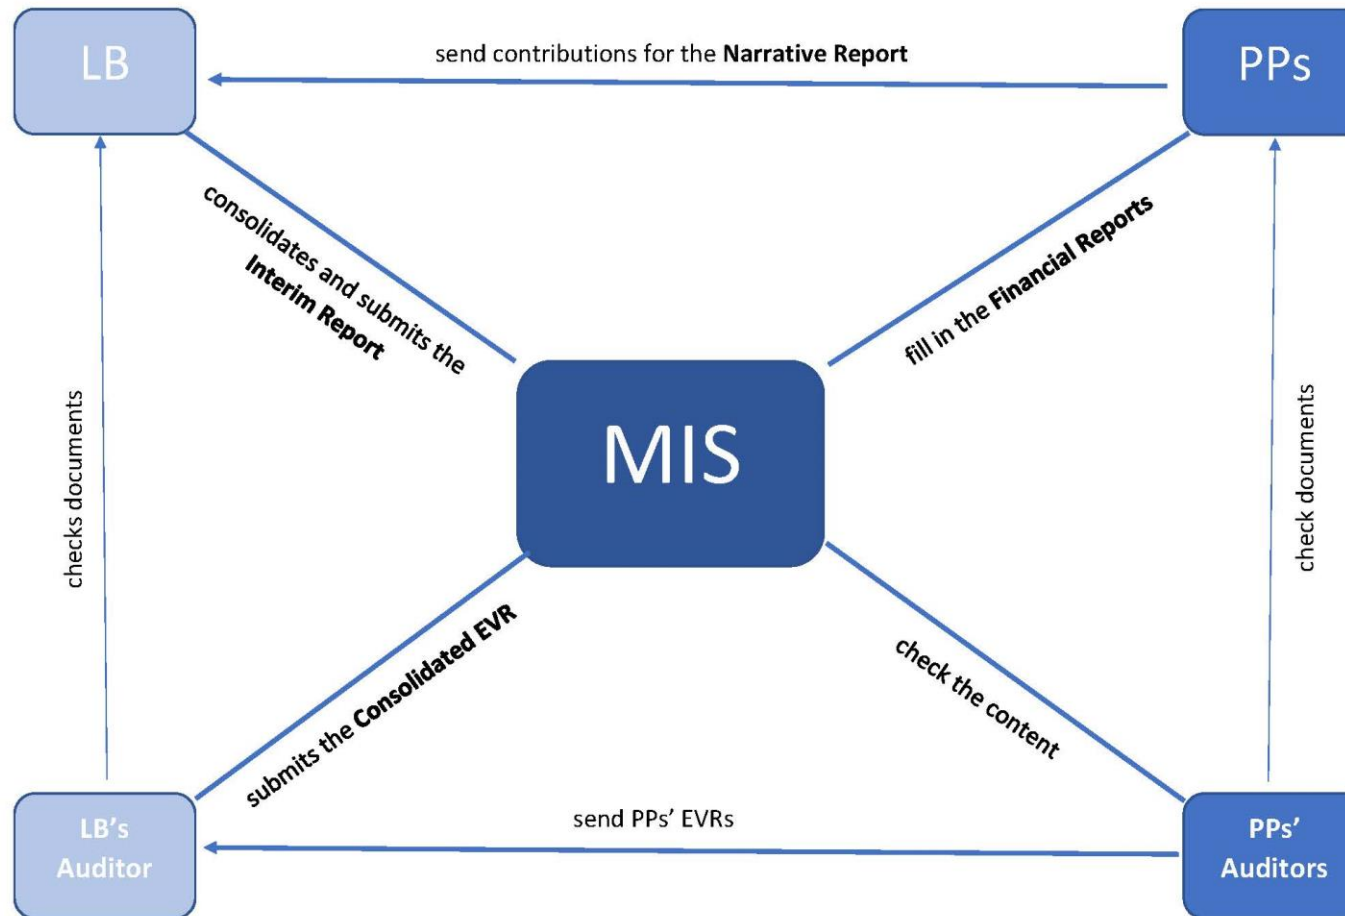 LB
send contributions for the Narrative Report
PPs
consolidates and submits the
Interim Report
fill in the Financial Reports
checks documents
MIS
check documents
submits the Consolidated EVR
check the content
LB’s
Auditor
send PPs’ EVRs
PPs’
Auditors